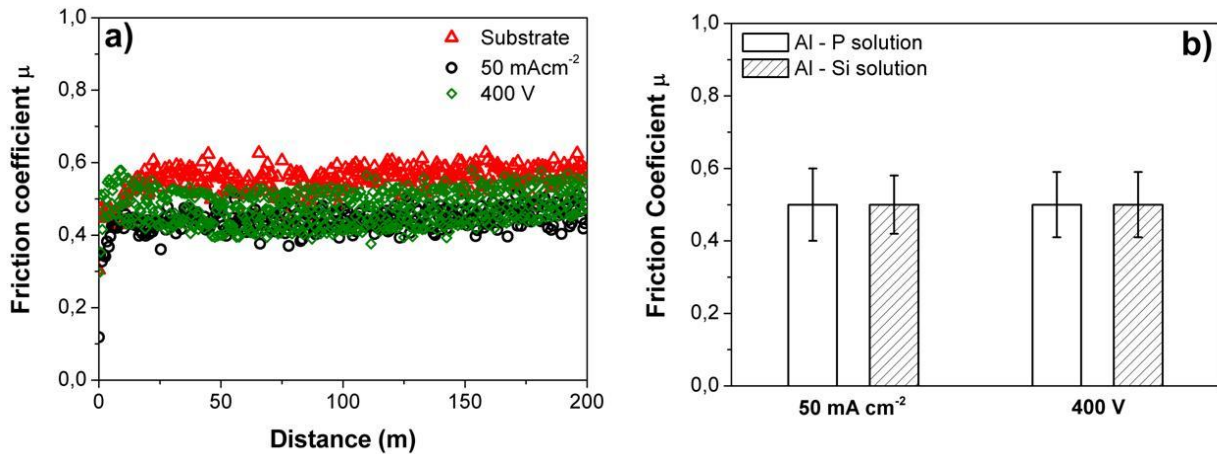 a)
Substrate
50 mAcm⁻²
400 V
Friction coefficient μ
1,0
0,8
0,6
0,4
0,2
0,0
0
50
100
150
200
Distance (m)
b)
Al - P solution
Al - Si solution
Friction Coeficient μ
1,0
0,8
0,6
0,4
0,2
0,0
50 mA cm⁻²
400 V